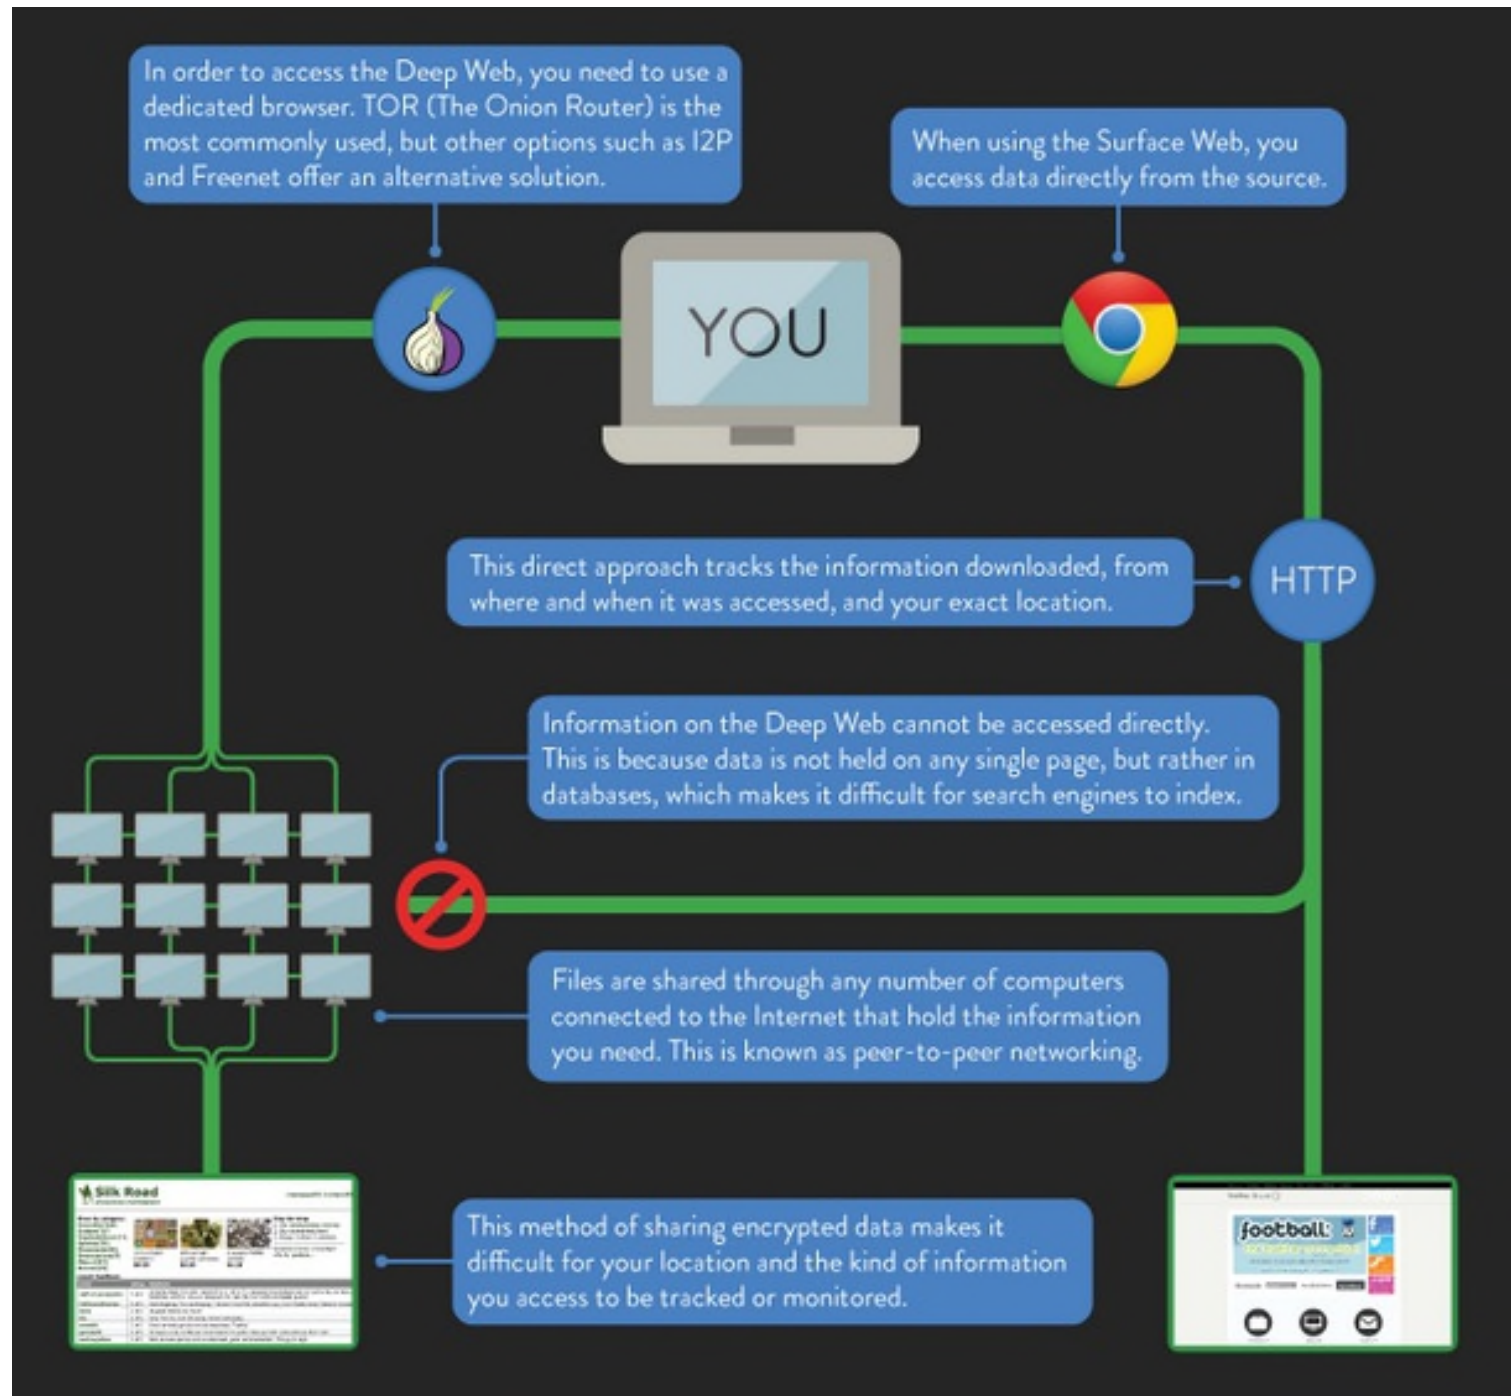 In order to access the Deep Web, you need to use a
dedicated browser. TOR (The Onion Router) is the
most commonly used, but other options such as I2P
and Freenet offer an alternative solution.
When using the Surface Web, you
access data directly from the source.
YOU
This direct approach tracks the information downloaded, from
where and when it was accessed, and your exact location.
HTTP
Information on the Deep Web cannot be accessed directly.
This is because data is not held on any single page, but rather in
databases, which makes it difficult for search engines to index.
Files are shared through any number of computers
connected to the Internet that hold the information
you need. This is known as peer-to-peer networking.
Silk Road
This method of sharing encrypted data makes it
difficult for your location and the kind of information
you access to be tracked or monitored.
football: